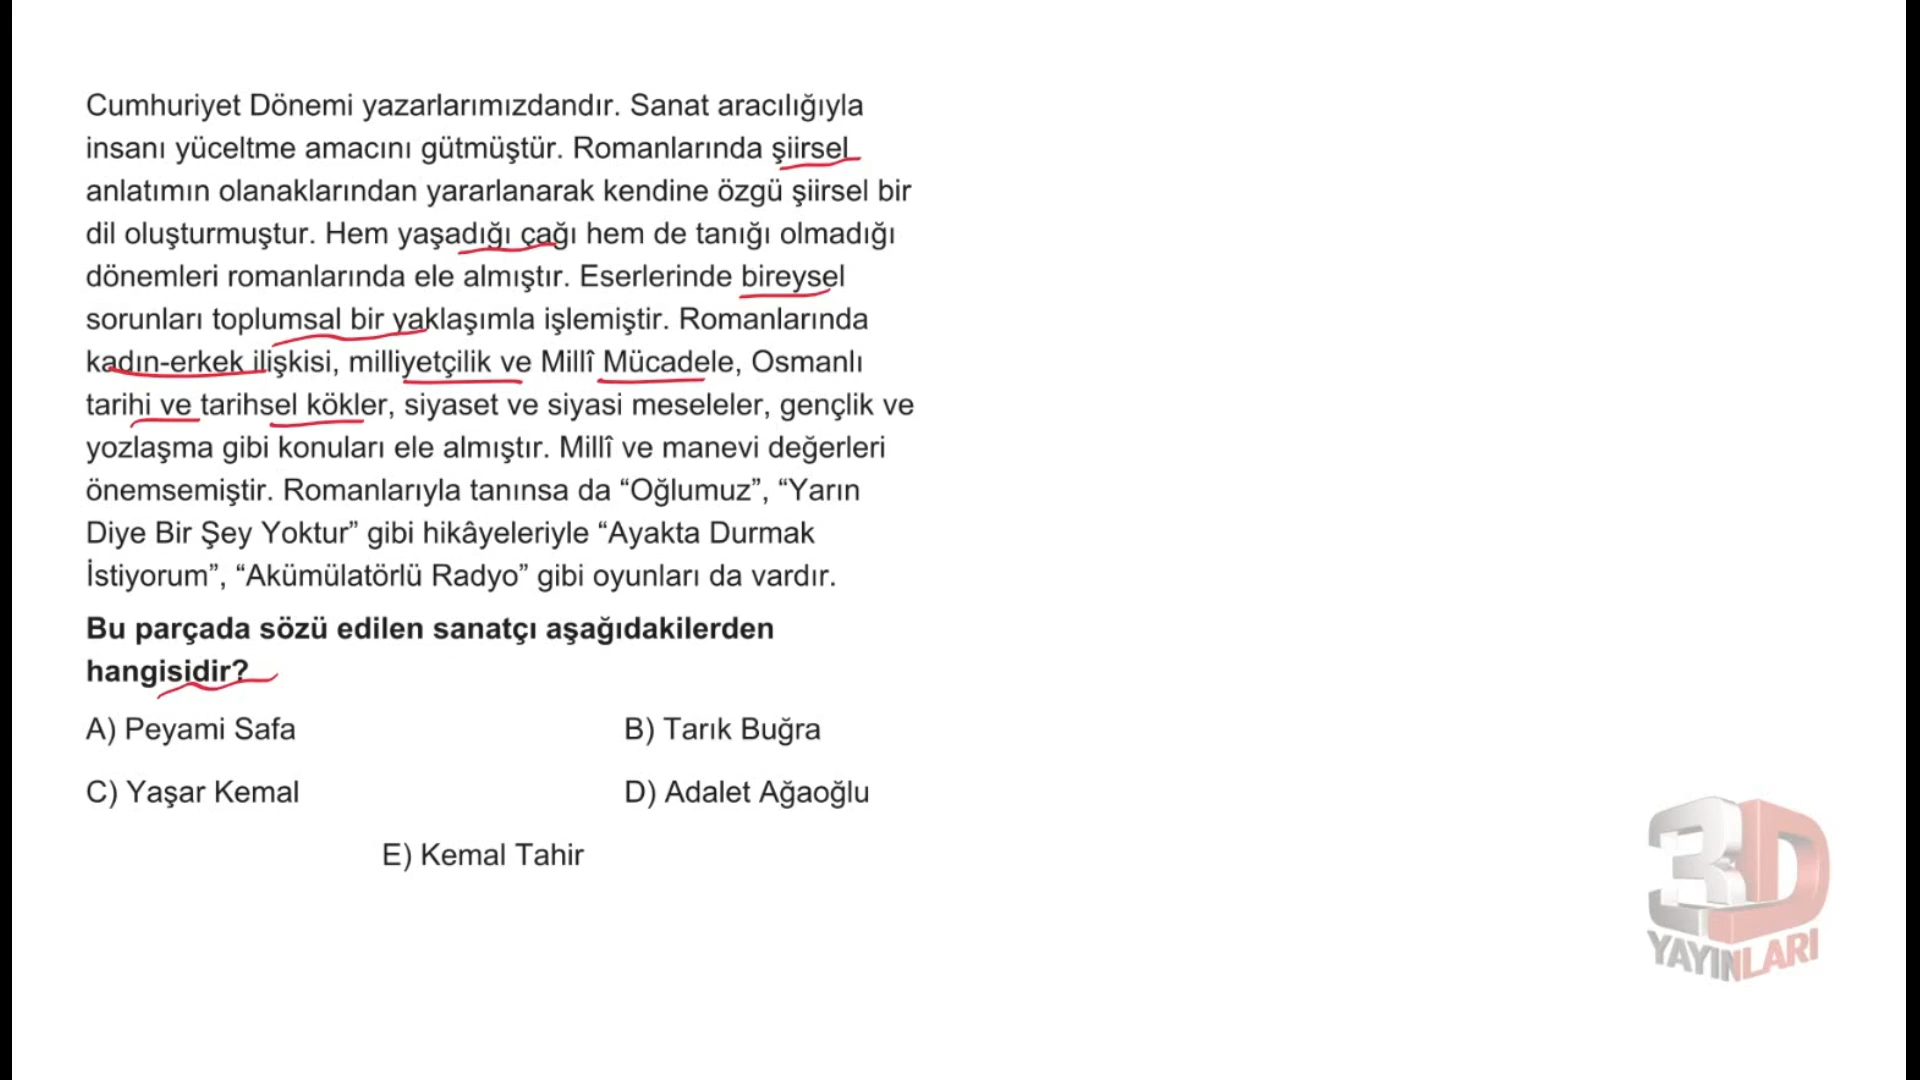 Cumhuriyet Dönemi yazarlarımızdandır. Sanat aracılığıyla
insanı yüceltme amacını gütmüştür. Romanlarında şiirsel
anlatımın olanaklarından yararlanarak kendine özgü şiirsel bir
dil oluşturmuştur. Hem yaşadığı çağı hem de tanığı olmadığı
dönemleri romanlarında ele almıştır. Eserlerinde bireysel
sorunları toplumsal bir yaklaşımla işlemiştir. Romanlarında
kadın-erkek ilişkisi, milliyetçilik ve Millî Mücadele, Osmanlı
tarihi ve tarihsel kökler, siyaset ve siyasi meseleler, gençlik ve
yozlaşma gibi konuları ele almıştır. Millî ve manevi değerleri
önemsemiştir. Romanlarıyla tanınsa da “Oğlumuz”, “Yarın
Diye Bir Şey Yoktur” gibi hikâyeleriyle “Ayakta Durmak
İstiyorum”, “Akümülatörlü Radyo” gibi oyunları da vardır.
Bu parçada sözü edilen sanatçı aşağıdakilerden
hangisidir?
A) Peyami Safa
B) Tarık Buğra
C) Yaşar Kemal
D) Adalet Ağaoğlu
E) Kemal Tahir
3D
YAYINLARI